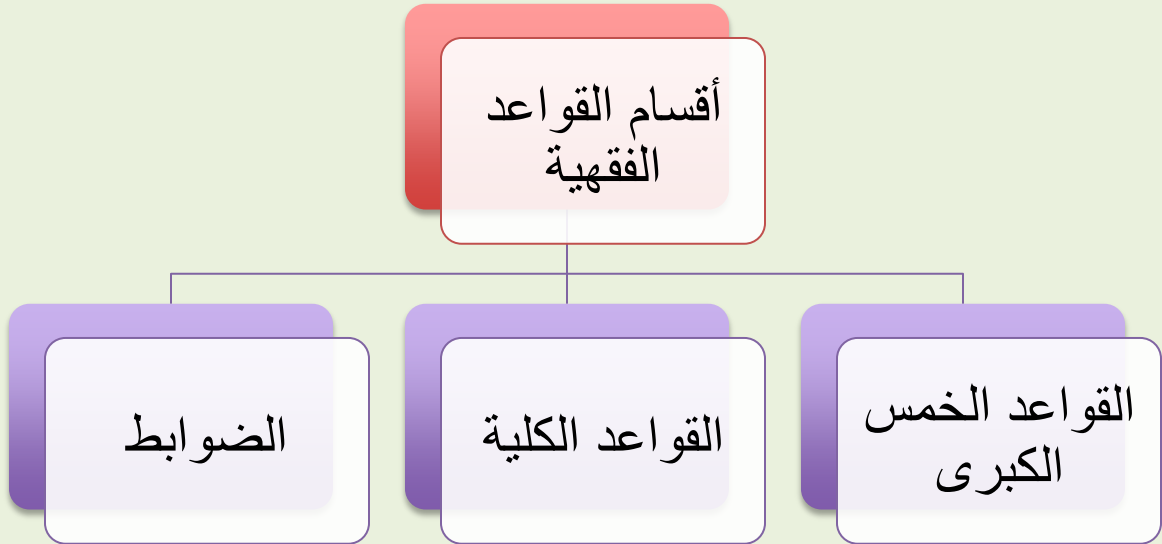 أقسام القواعد
الفقهية
القواعد الخمس
الكبرى
القواعد الكلية
الضوابط